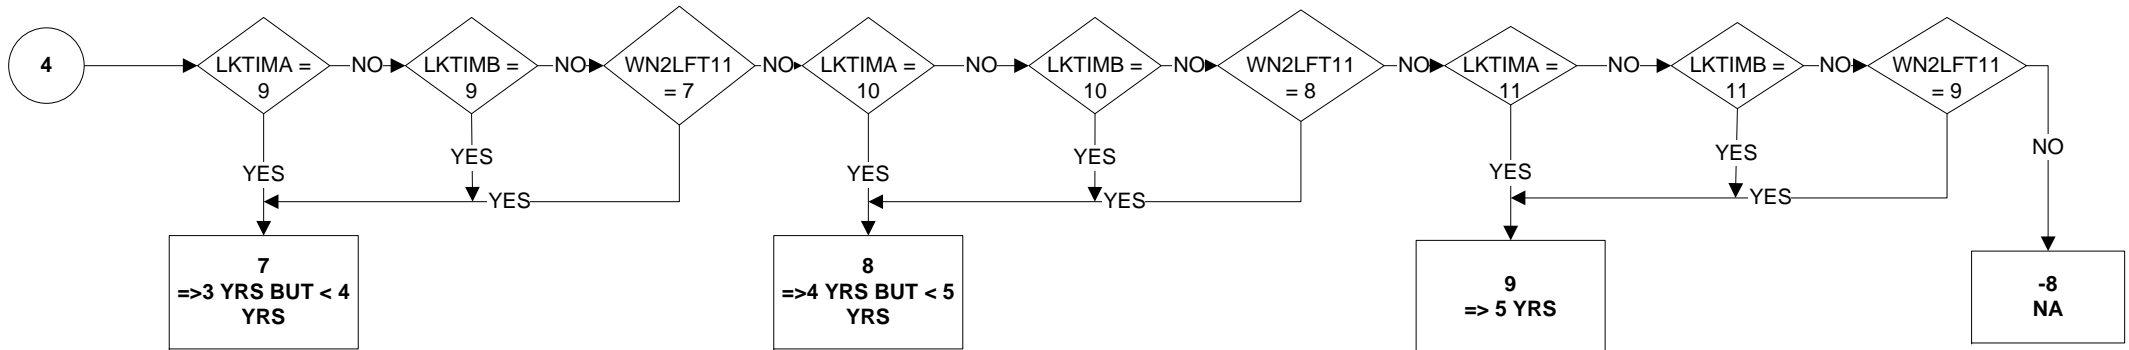 4
LKTIMA =
9
NO
LKTIMB =
9
NO
WN2LFT11
= 7
NO
LKTIMA =
10
NO
LKTIMB =
10
NO
WN2LFT11
= 8
NO
LKTIMA =
11
NO
LKTIMB =
11
NO
WN2LFT11
= 9
NO
YES
YES
YES
YES
YES
YES
YES
YES
YES
7
=>3 YRS BUT < 4
YRS
8
=>4 YRS BUT < 5
YRS
9
=> 5 YRS
-8
NA